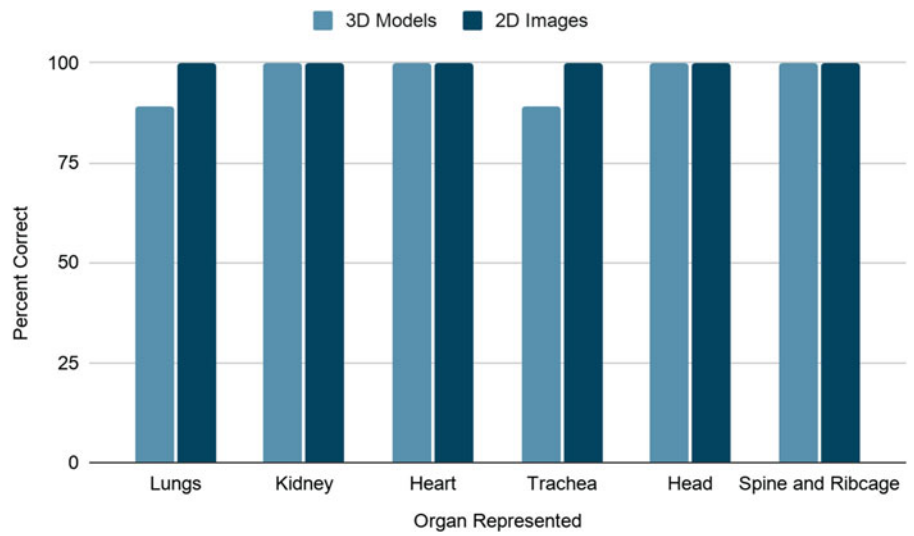 3D Models 2D Images
100
75
50
25
0
Percent Correct
Lungs Kidney Heart Trachea Head Spine and Ribcage
Organ Represented